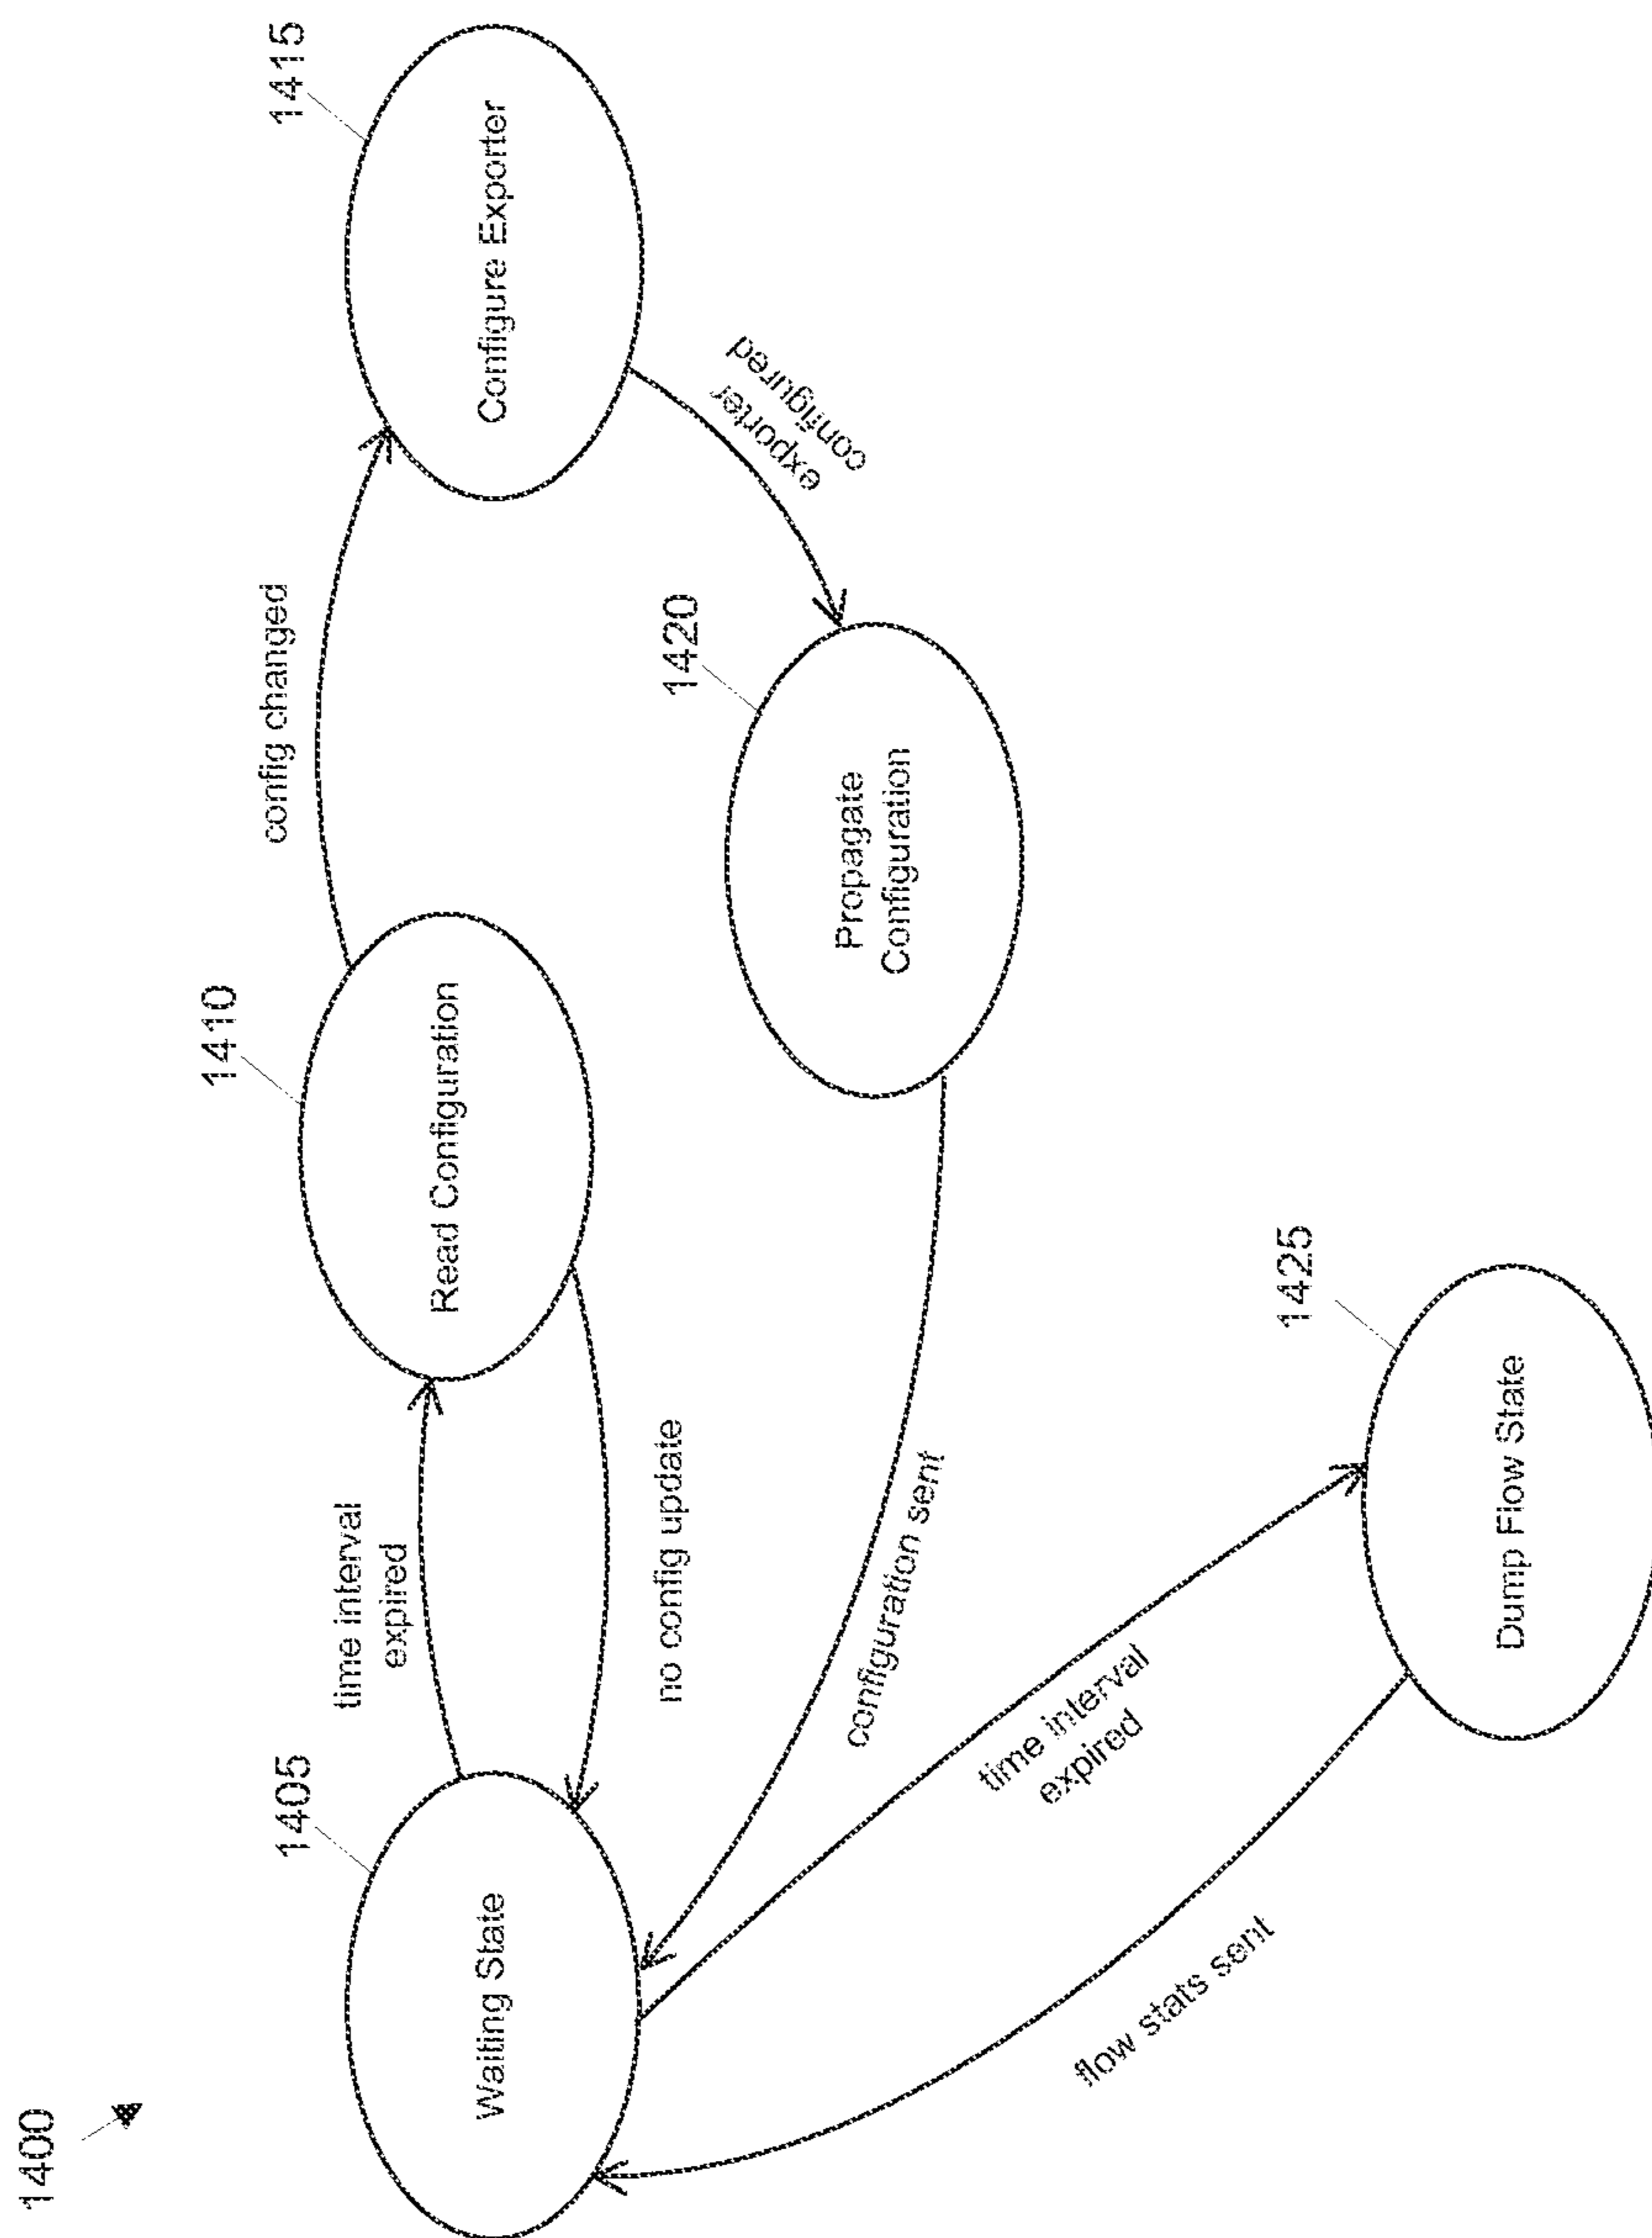 1400
1405
Waiting State
time interval
expired
no config update
1410
Read Configuration
config changed
1415
Configure Exporter
exporter
configured
1420
Propagate
Configuration
configuration sent
time interval
expired
flow stats sent
1425
Dump Flow State